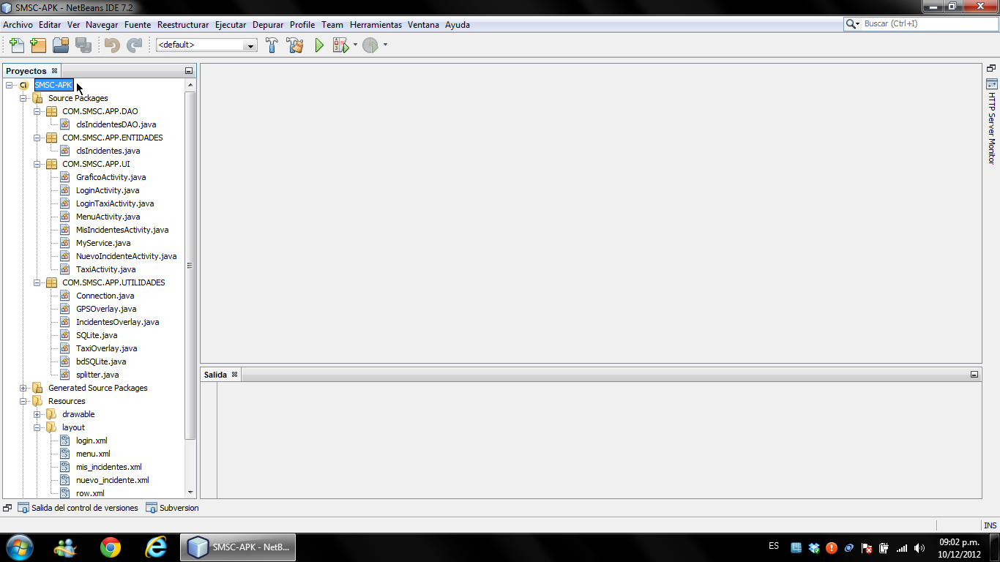 SMSC-APK - NetBeans IDE 7.2
Archivo Editar Ver Navegar Fuente Reestructurar Ejecutar Depurar Profile Team Herramientas Ventana Ayuda
Buscar (Ctrl+I)
<default>
Proyectos
SMSC-APK
Source Packages
COM.SMSC.APP.DAO
clsIncidentesDAO.java
COM.SMSC.APP.ENTIDADES
clsIncidentes.java
COM.SMSC.APP.UI
GraficoActivity.java
LoginActivity.java
LoginTaxiActivity.java
MenuActivity.java
MisIncidentesActivity.java
MyService.java
NuevoIncidenteActivity.java
TaxiActivity.java
COM.SMSC.APP.UTILIDADES
Connection.java
GPSOverlay.java
IncidentesOverlay.java
SQLite.java
TaxiOverlay.java
bdSQLite.java
splitter.java
Generated Source Packages
Resources
drawable
layout
login.xml
menu.xml
mis_incidentes.xml
nuevo_incidente.xml
row.xml
HTTP Server Monitor
Salida
Salida del control de versiones Subversion
INS
SMSC-APK - NetB...
ES
09:02 p.m.
10/12/2012